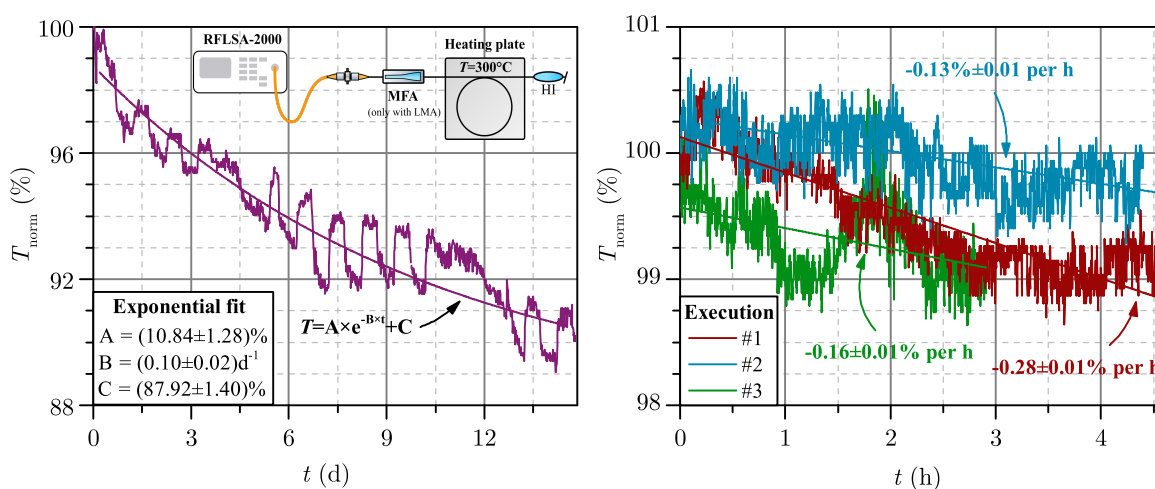 100
96
92
88
T_norm (%)
0
3
6
9
12
t (d)
RFLSA-2000
Heating plate
T=300°C
MFA
(only with LMA)
HI
Exponential fit
A = (10.84±1.28)%
B = (0.10±0.02)d⁻¹
C = (87.92±1.40)%
T=A×e^-B×t+C
101
100
99
98
T_norm (%)
0
1
2
3
4
t (h)
-0.13%±0.01 per h
-0.16±0.01% per h
-0.28±0.01% per h
Execution
#1
#2
#3